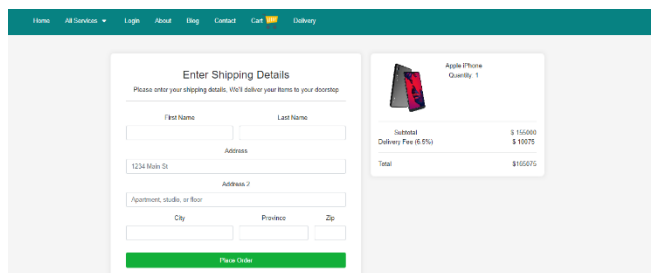 Home All Services Login About Blog Contact Cart Delivery
Enter Shipping Details
Please enter your shipping details. We'll deliver your items to your doorstep
First Name Last Name
Address
1234 Main St
Address 2
Apartment, studio, or floor
City Province Zip
Place Order
Apple iPhone
Quantity: 1
Subtotal $ 155000
Delivery Fee (6.5%) $ 10075
Total $165075